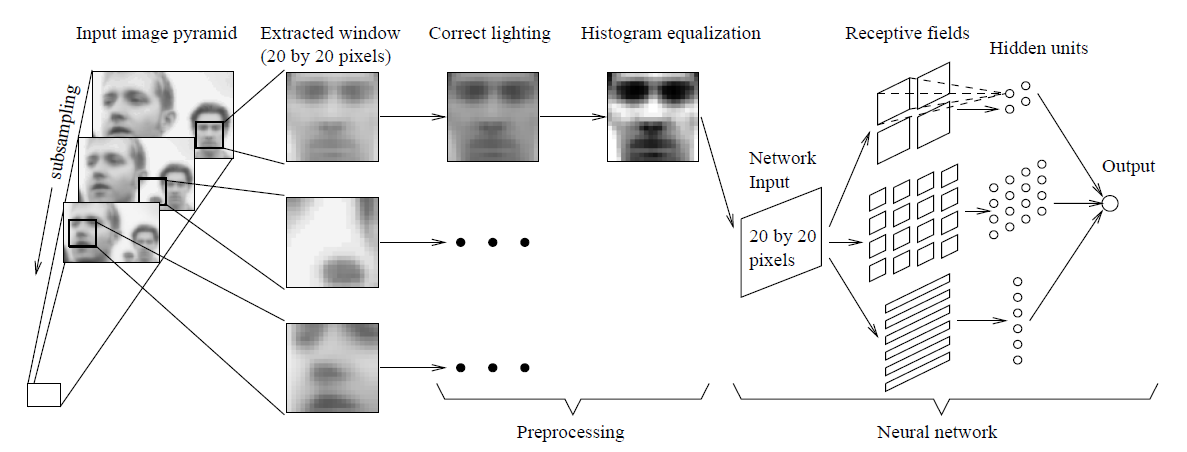 Input image pyramid
Extracted window
(20 by 20 pixels)
Correct lighting
Histogram equalization
Receptive fields
Hidden units
subsampling
Network
Input
20 by 20
pixels
Output
Preprocessing
Neural network